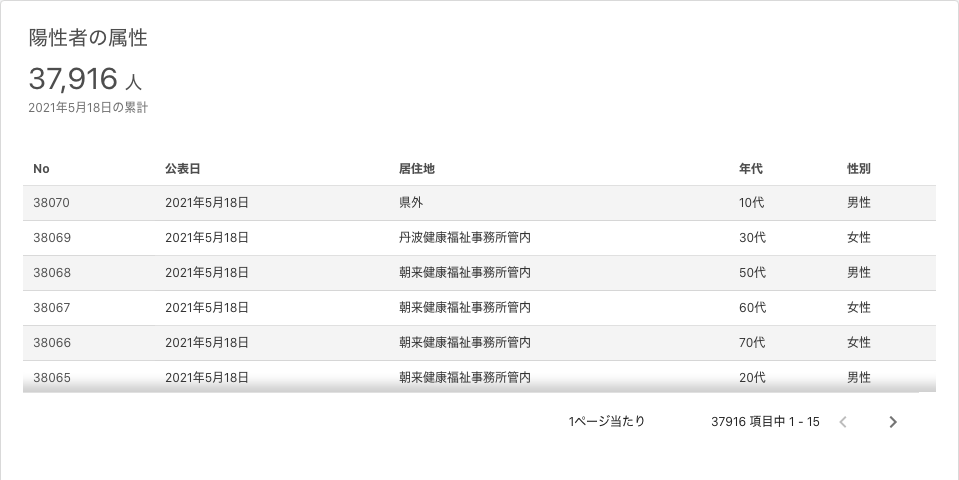 陽性者の属性
37,916 人
2021年5月18日の累計
No 公表日 居住地 年代 性別
38070 2021年5月18日 県外 10代 男性
38069 2021年5月18日 丹波健康福祉事務所管内 30代 女性
38068 2021年5月18日 朝来健康福祉事務所管内 50代 男性
38067 2021年5月18日 朝来健康福祉事務所管内 60代 女性
38066 2021年5月18日 朝来健康福祉事務所管内 70代 女性
38065 2021年5月18日 朝来健康福祉事務所管内 20代 男性
1ページ当たり 37916 項目中 1 - 15